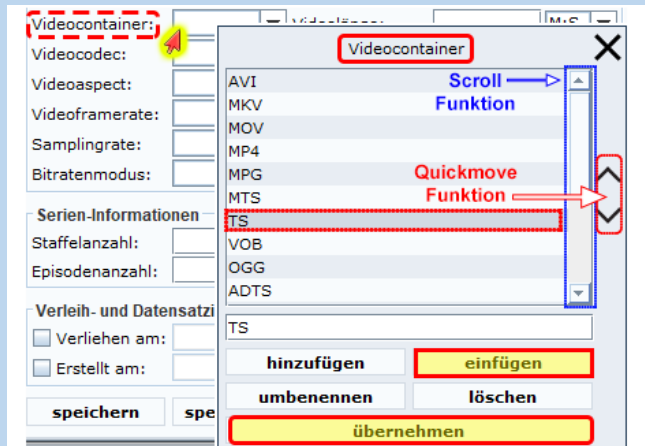 Videocontainer:
Videolänge:
M:S
Videocodec:
Videoaspect:
Videoframerate:
Samplingrate:
Bitratenmodus:
Serien-Informationen
Staffelanzahl:
Episodenanzahl:
Verleih- und Datensatzi
Verliehen am:
Erstellt am:
speichern
spe
Videocontainer
AVI
MKV
MOV
MP4
MPG
MTS
TS
VOB
OGG
ADTS
Scroll
Funktion
Quickmove
Funktion
TS
hinzufügen
einfügen
umbenennen
löschen
übernehmen